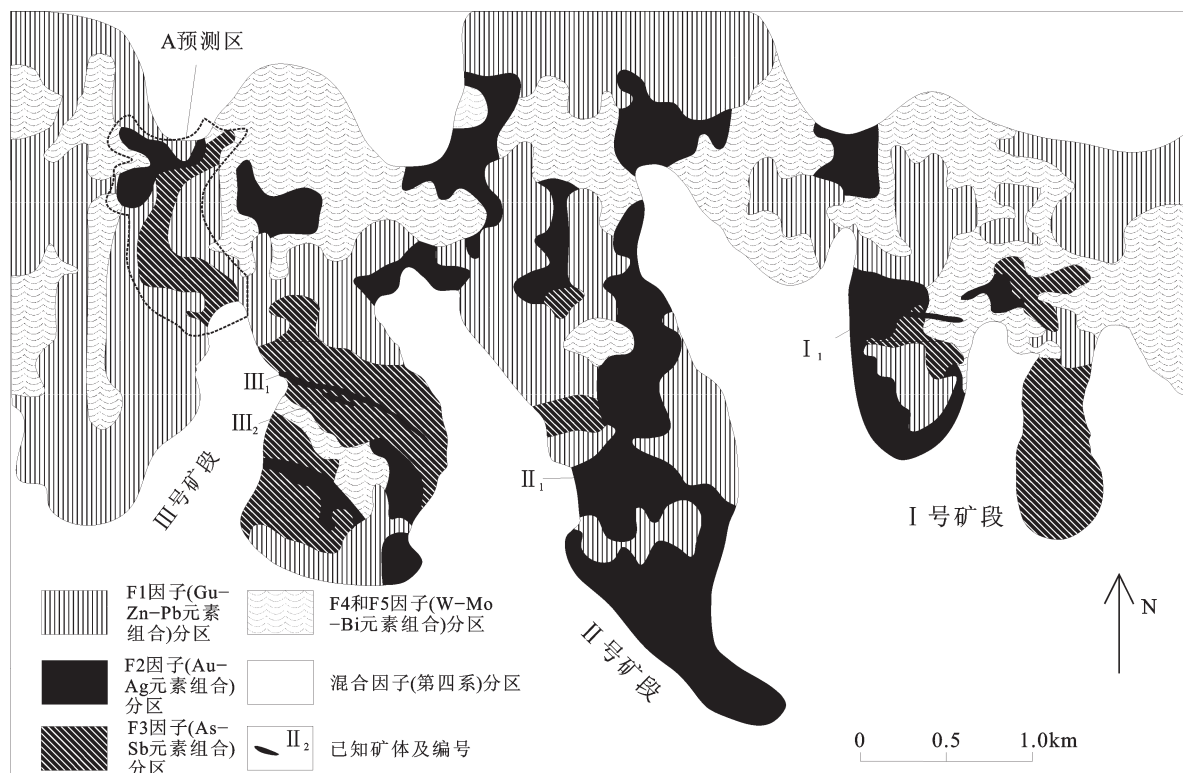 A预测区
Ⅰ₁
Ⅲ₁
Ⅲ₂
Ⅱ₁
Ⅲ号矿段
Ⅰ 号矿段
Ⅱ号矿段
F1因子(Gu-
Zn-Pb元素
组合)分区
F4和F5因子(W-Mo
-Bi元素组合)分区
N
F2因子(Au-
Ag元素组合)
分区
混合因子(第四系)分区
F3因子(As-
Sb元素组合)
分区
Ⅱ₂
已知矿体及编号
0 0.5 1.0km